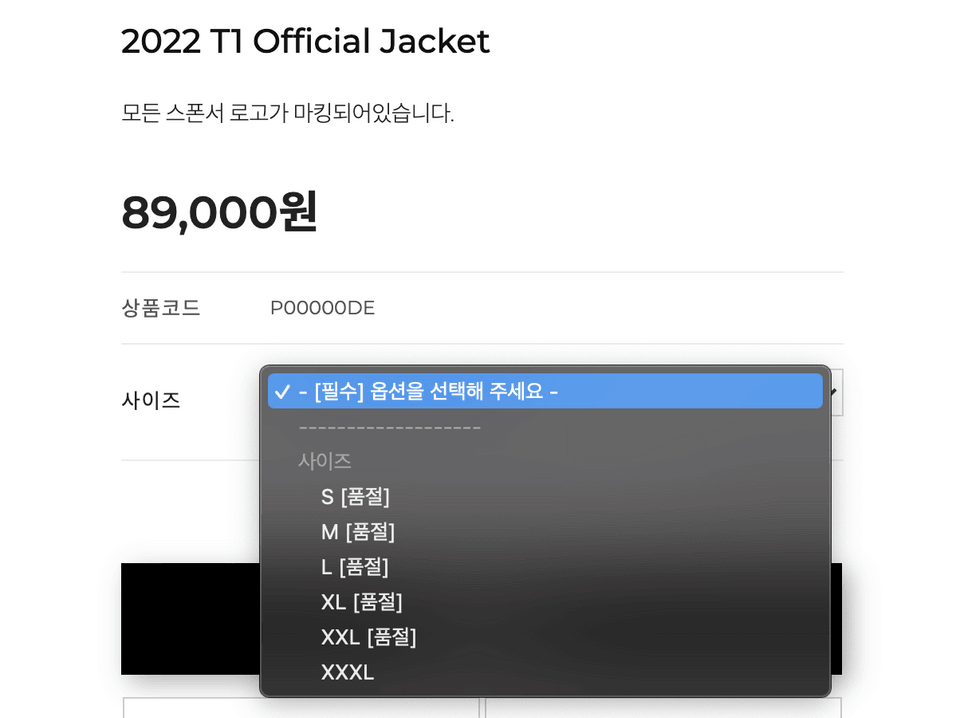 2022 T1 Official Jacket
모든 스폰서 로고가 마킹되어있습니다.
89,000원
상품코드 P00000DE
사이즈
- [필수] 옵션을 선택해 주세요 -
-------------------
사이즈
S [품절]
M [품절]
L [품절]
XL [품절]
XXL [품절]
XXXL